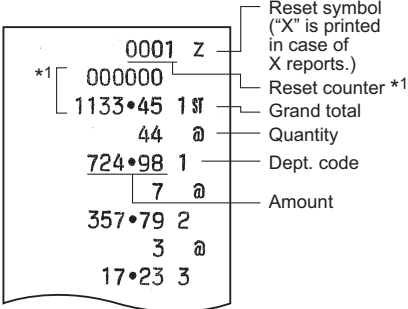 Reset symbol
(“X” is printed
in case of
X reports.)
0001 Z
*1
000000
Reset counter *1
1133•45 1 ST
Grand total
44 @
Quantity
724•98 1
Dept. code
7 @
Amount
357•79 2
3 @
17•23 3